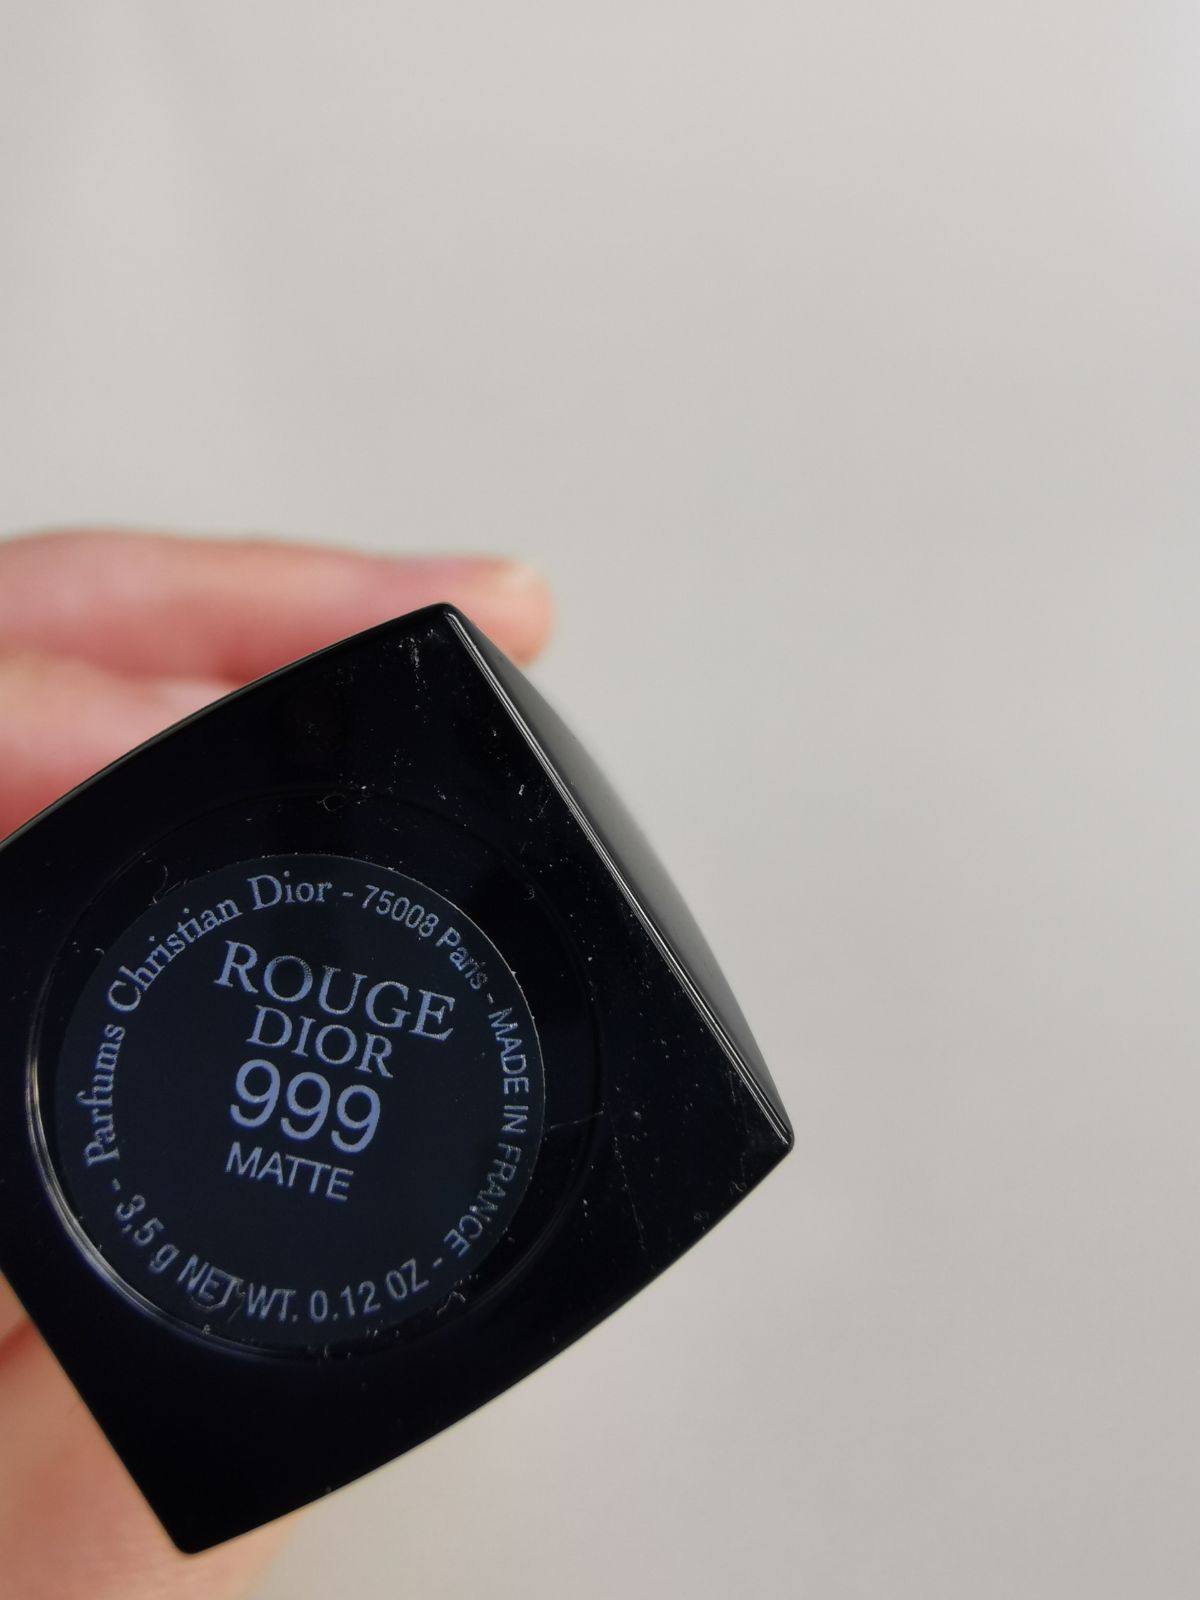 Parfums Christian Dior - 75008 Paris - MADE IN FRANCE - 3,5 g NET WT. 0.12 OZ -
ROUGE
DIOR
999
MATTE